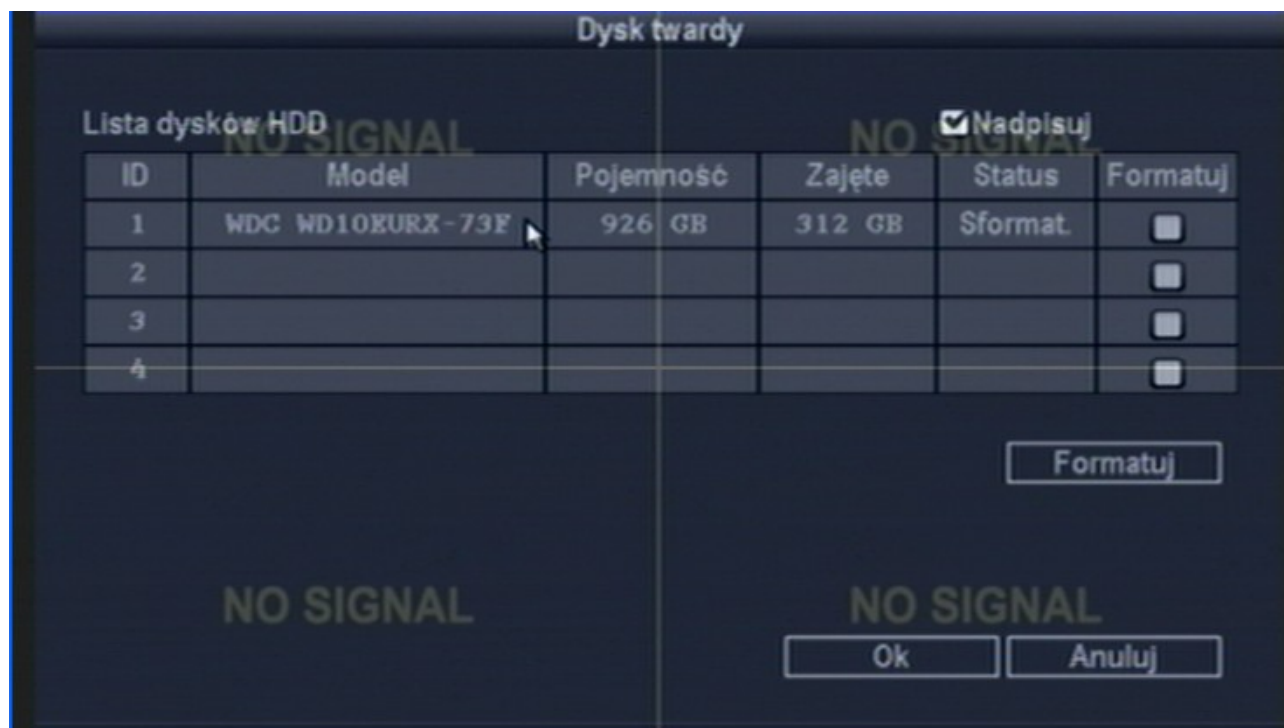 Dysk twardy
Lista dysków HDD Nadpisuj
NO SIGNAL NO SIGNAL
ID Model Pojemność Zajęte Status Formatuj
1 WDC WD10EURX-73F 926 GB 312 GB Sformat.
2
3
4
Formatuj
NO SIGNAL NO SIGNAL
Ok Anuluj